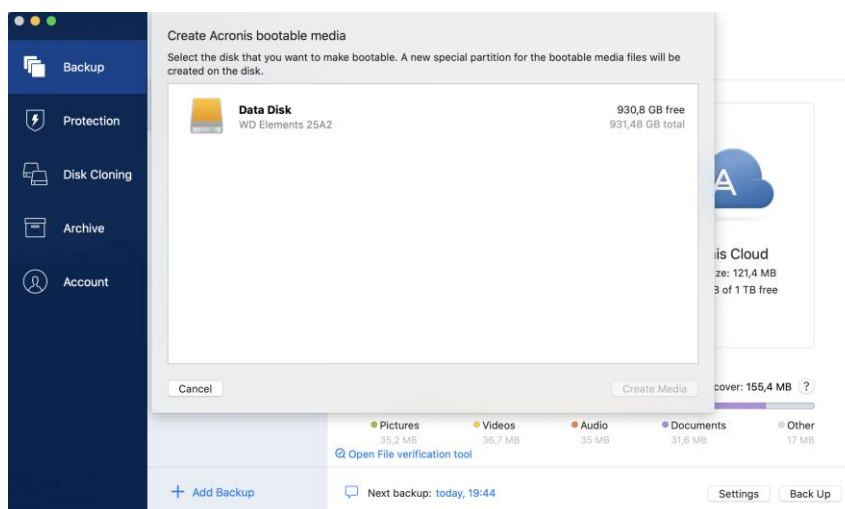 Create Acronis bootable media
Select the disk that you want to make bootable. A new special partition for the bootable media files will be
created on the disk.
Backup
Protection
Disk Cloning
Archive
Account
Data Disk
WD Elements 25A2
930,8 GB free
931,48 GB total
Cancel
Create Media
is Cloud
ze: 121,4 MB
of 1 TB free
cover: 155,4 MB ?
Pictures
35,2 MB
Videos
36,7 MB
Audio
35 MB
Documents
31,6 MB
Other
17 MB
Open File verification tool
Add Backup
Next backup: today, 19:44
Settings
Back Up